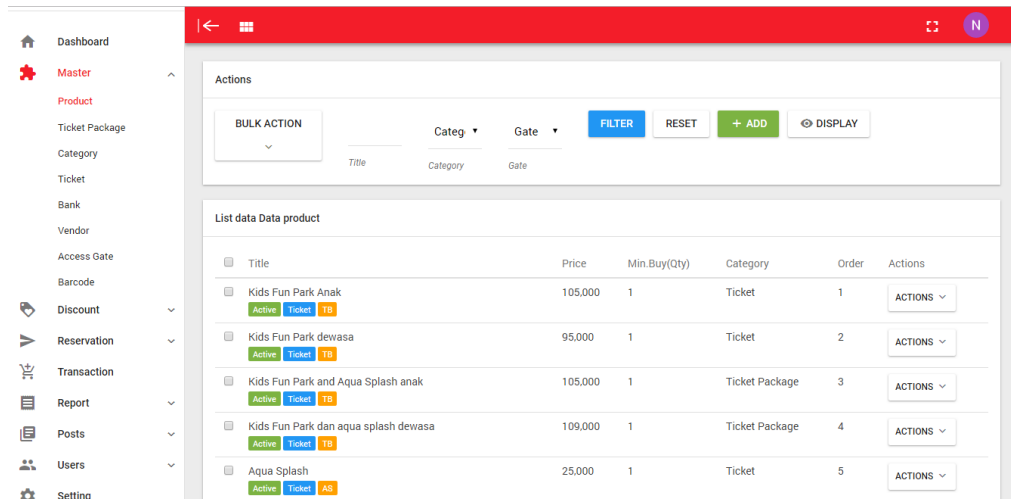 Dashboard
Master
Product
Ticket Package
Category
Ticket
Bank
Vendor
Access Gate
Barcode
Discount
Reservation
Transaction
Report
Posts
Users
Setting
N
Actions
BULK ACTION
Title
Categ
Category
Gate
Gate
FILTER
RESET
+ ADD
DISPLAY
List data Data product
Title Price Min.Buy(Qty) Category Order Actions
Kids Fun Park Anak 105,000 1 Ticket 1 ACTIONS
Active Ticket TB
Kids Fun Park dewasa 95,000 1 Ticket 2 ACTIONS
Active Ticket TB
Kids Fun Park and Aqua Splash anak 105,000 1 Ticket Package 3 ACTIONS
Active Ticket TB
Kids Fun Park dan aqua splash dewasa 109,000 1 Ticket Package 4 ACTIONS
Active Ticket TB
Aqua Splash 25,000 1 Ticket 5 ACTIONS
Active Ticket AS